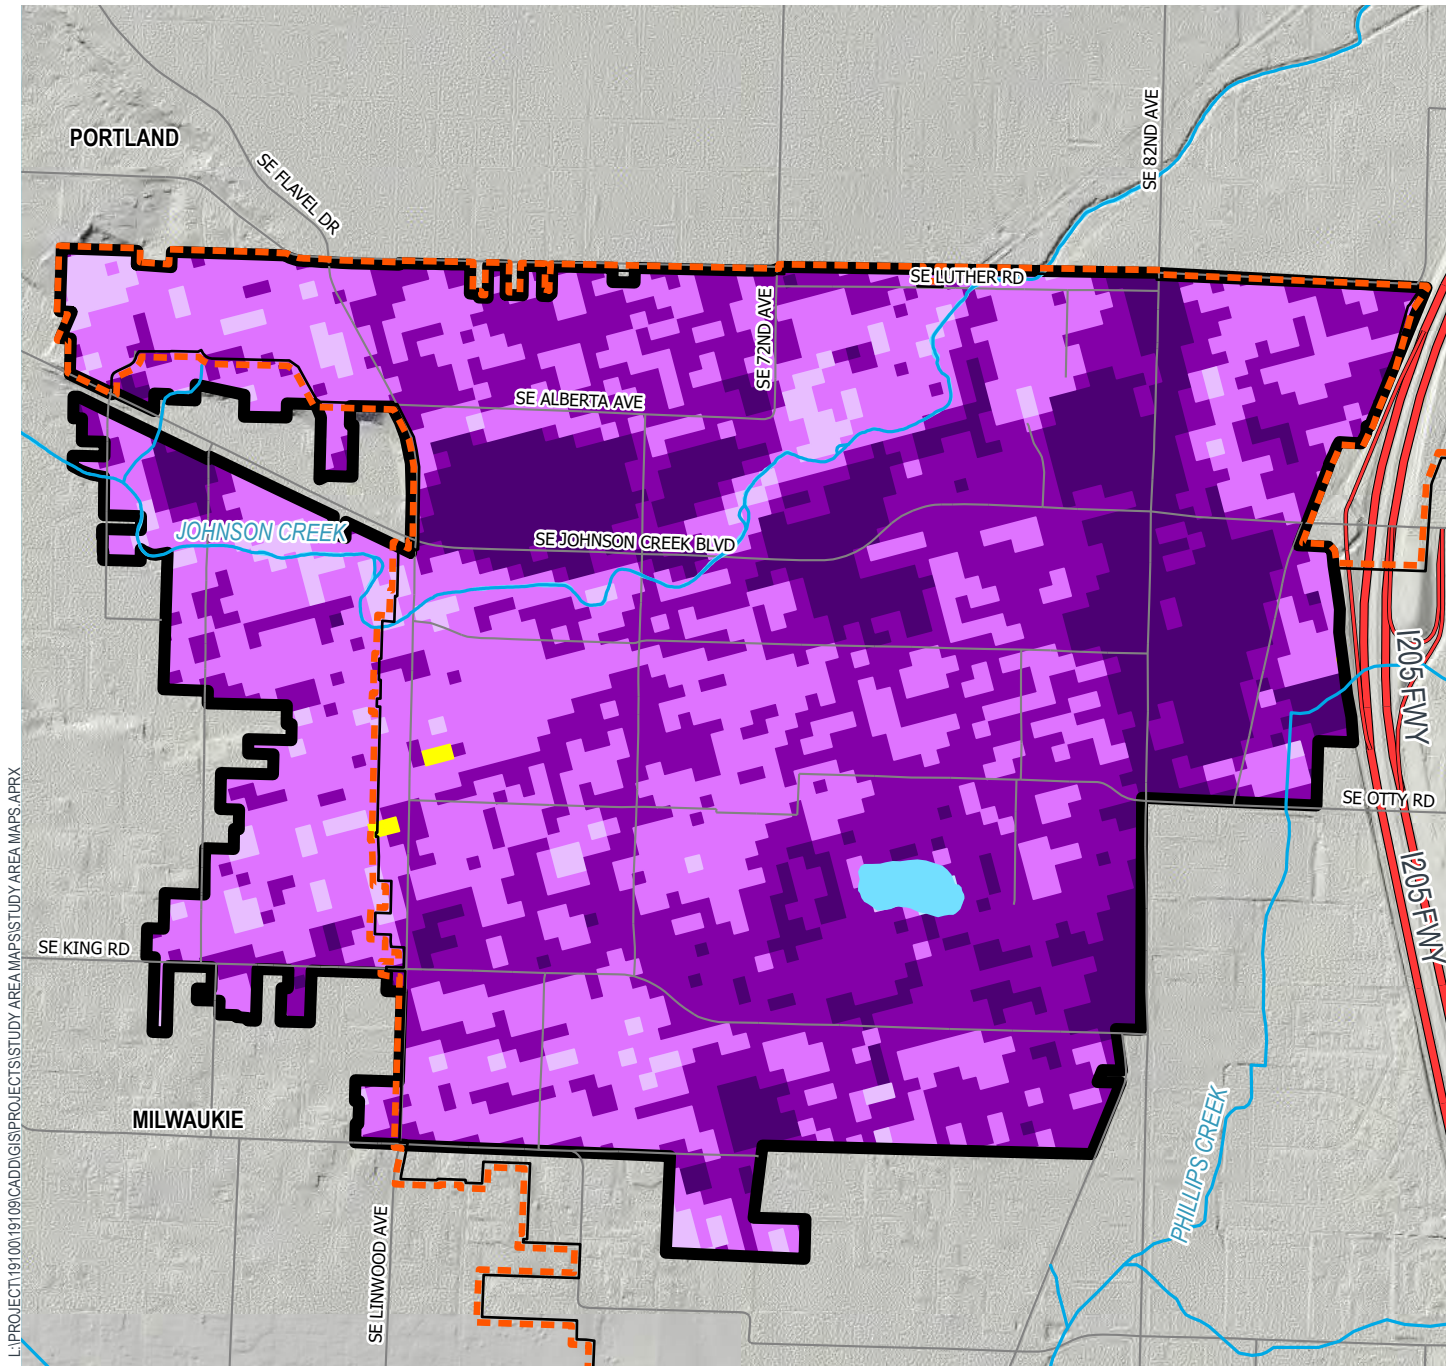 PORTLAND
SE FLAVEL DR
SE 82ND AVE
SE LUTHER RD
SE 72ND AVE
SE ALBERTA AVE
JOHNSON CREEK
SE JOHNSON CREEK BLVD
I205 FWY
SE OTTY RD
I205 FWY
SE KING RD
MILWAUKIE
PHILLIPS CREEK
SE LINWOOD AVE
L:\PROJECT\19100\19109\CADD\GIS\PROJECTS\STUDY AREA MAPS\STUDY AREA MAPS.APRX